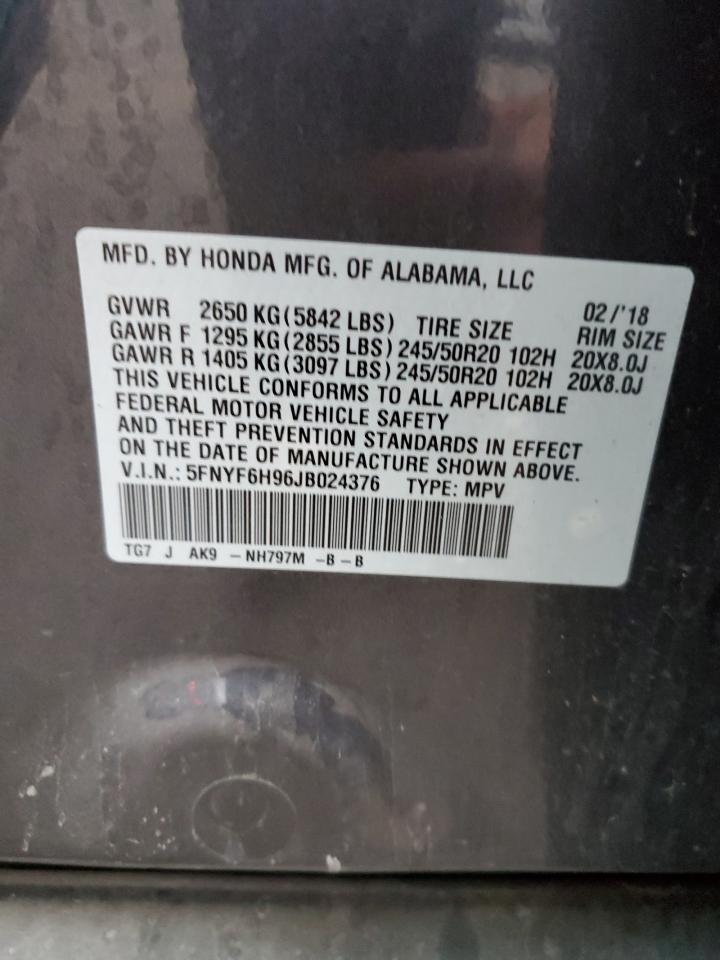 MFD. BY HONDA MFG. OF ALABAMA, LLC
02/'18
GVWR 2650 KG(5842 LBS) TIRE SIZE RIM SIZE
GAWR F 1295 KG(2855 LBS) 245/50R20 102H 20X8.0J
GAWR R 1405 KG(3097 LBS) 245/50R20 102H 20X8.0J
THIS VEHICLE CONFORMS TO ALL APPLICABLE
FEDERAL MOTOR VEHICLE SAFETY
AND THEFT PREVENTION STANDARDS IN EFFECT
ON THE DATE OF MANUFACTURE SHOWN ABOVE.
V.I.N.: 5FNYF6H96JB024376 TYPE: MPV
TG7 J AK9 -NH797M -B-B